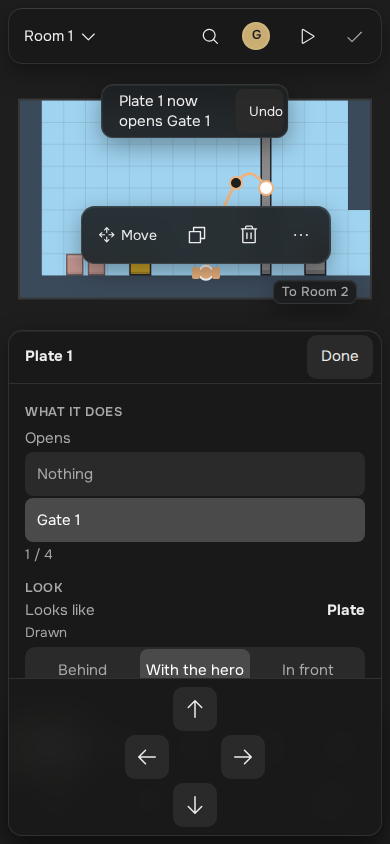 Room 1
G
Plate 1 now
opens Gate 1
Undo
Move
To Room 2
Plate 1
Done
WHAT IT DOES
Opens
Nothing
Gate 1
1 / 4
LOOK
Looks like
Plate
Drawn
Behind
With the hero
In front